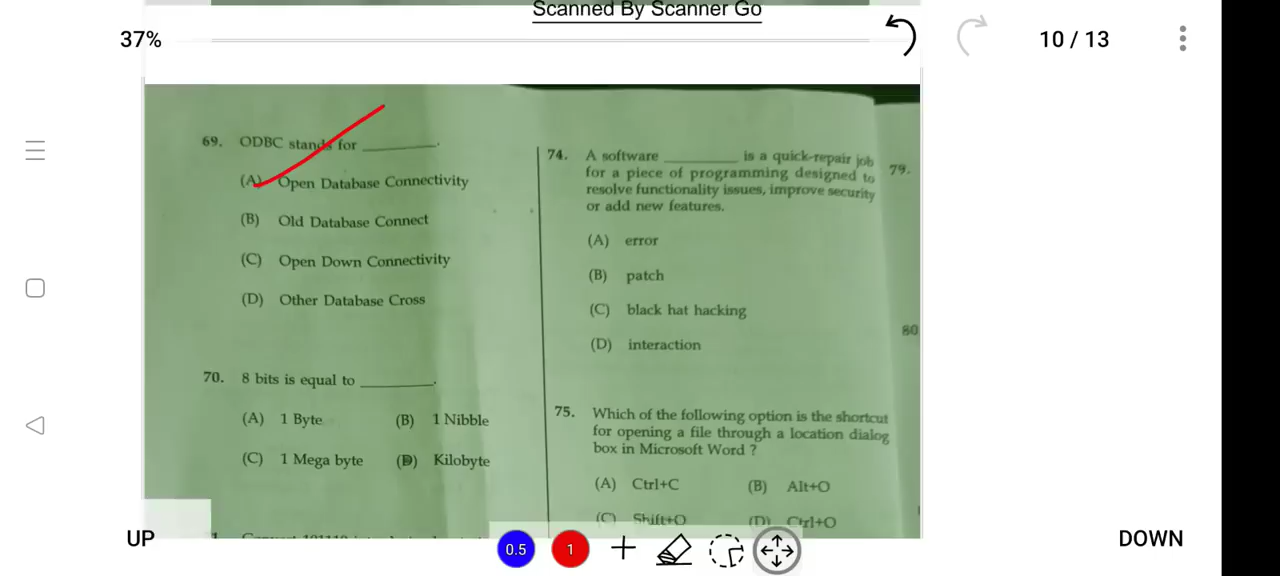 Scanned By Scanner Go
37%
10 / 13
69. ODBC stands for ________.
(A) Open Database Connectivity
(B) Old Database Connect
(C) Open Down Connectivity
(D) Other Database Cross
70. 8 bits is equal to ________.
(A) 1 Byte (B) 1 Nibble
(C) 1 Mega byte (D) Kilobyte
74. A software ________ is a quick-repair job
for a piece of programming designed to
resolve functionality issues, improve security
or add new features.
(A) error
(B) patch
(C) black hat hacking
(D) interaction
75. Which of the following option is the shortcut
for opening a file through a location dialog
box in Microsoft Word ?
(A) Ctrl+C (B) Alt+O
(C) Shift+O (D) Ctrl+O
79.
80
UP
0.5
1
DOWN